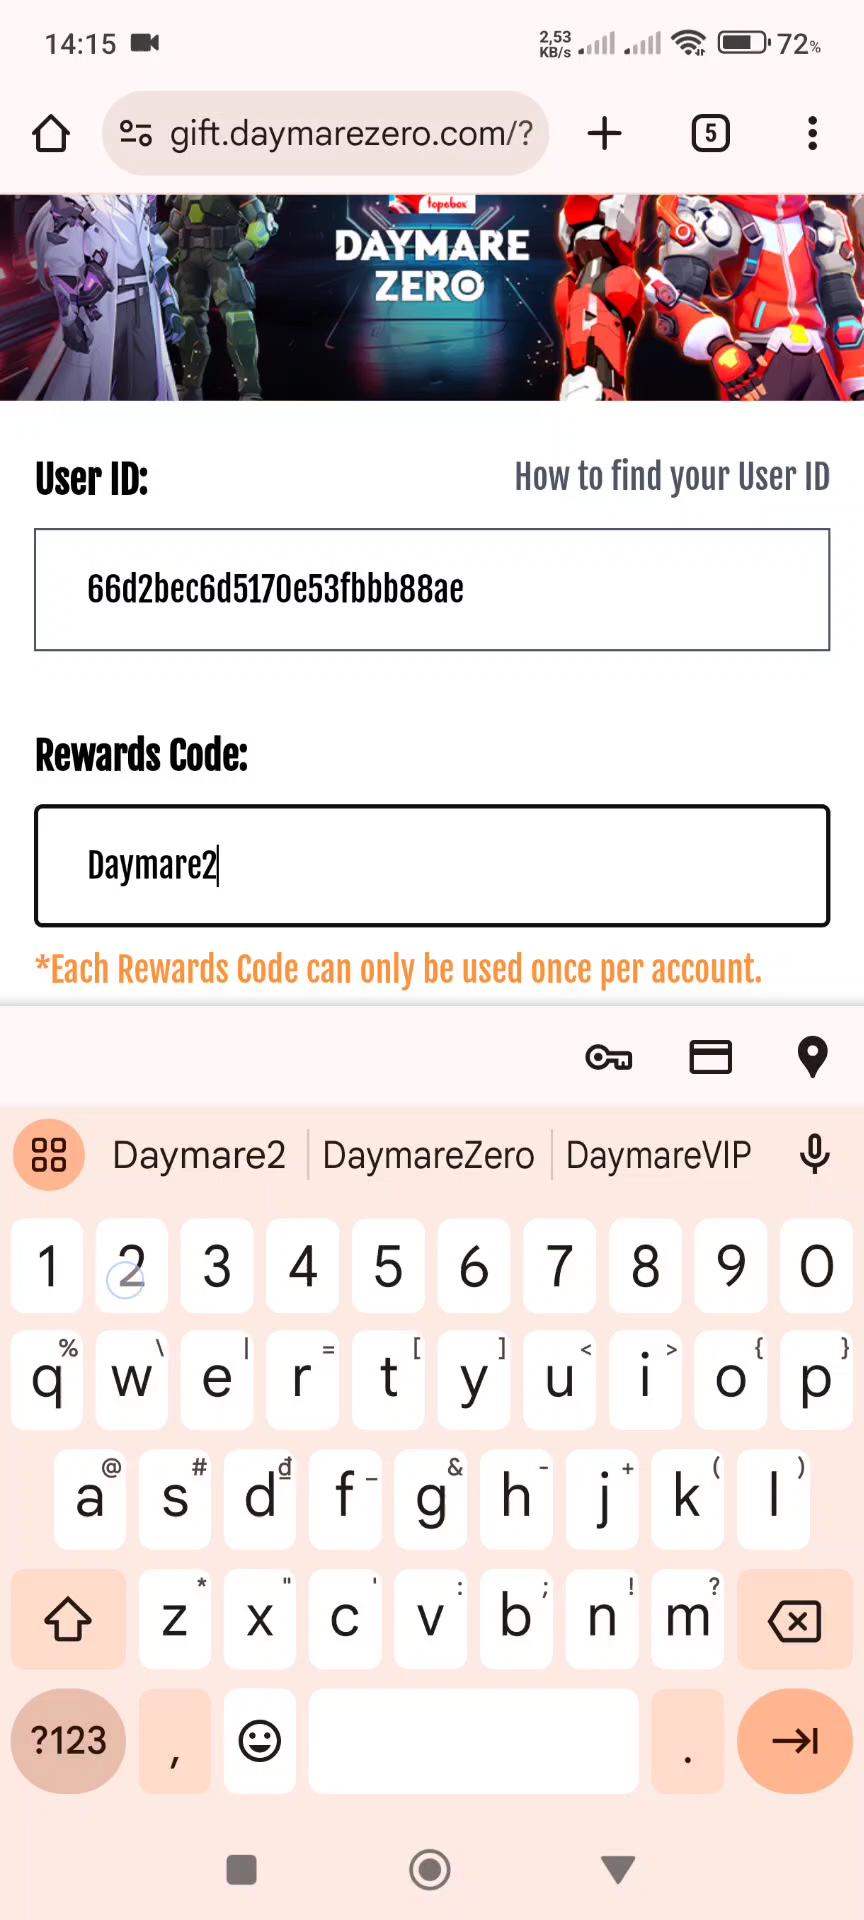 14:15
2,53
KB/s
72%
gift.daymarezero.com/?
5
topebox
DAYMARE
ZERO
User ID:
How to find your User ID
66d2bec6d5170e53fbbb88ae
Rewards Code:
Daymare2
*Each Rewards Code can only be used once per account.
Daymare2 DaymareZero DaymareVIP
1 2 3 4 5 6 7 8 9 0
% \ | = [ ] < > { }
q w e r t y u i o p
@ # đ _ & - + ( )
a s d f g h j k l
* " ' : ; ! ?
z x c v b n m
?123 , .